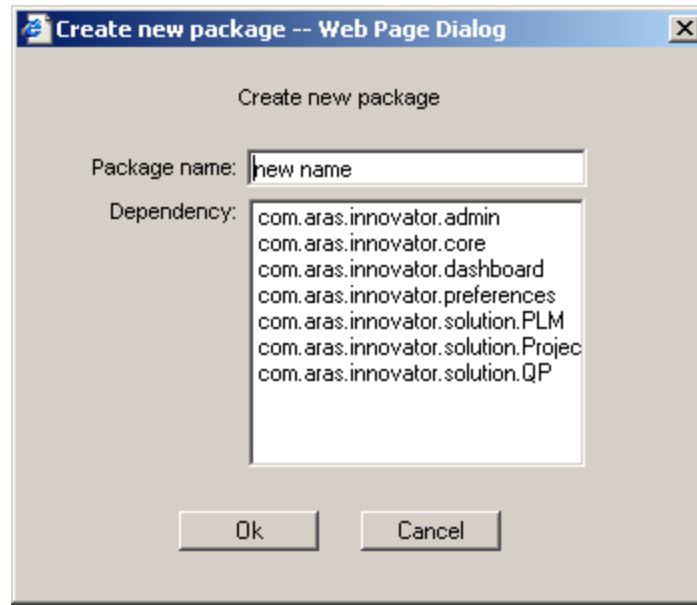 Create new package -- Web Page Dialog
Create new package
Package name: new name
Dependency:
com.aras.innovator.admin
com.aras.innovator.core
com.aras.innovator.dashboard
com.aras.innovator.preferences
com.aras.innovator.solution.PLM
com.aras.innovator.solution.Projec
com.aras.innovator.solution.QP
Ok Cancel